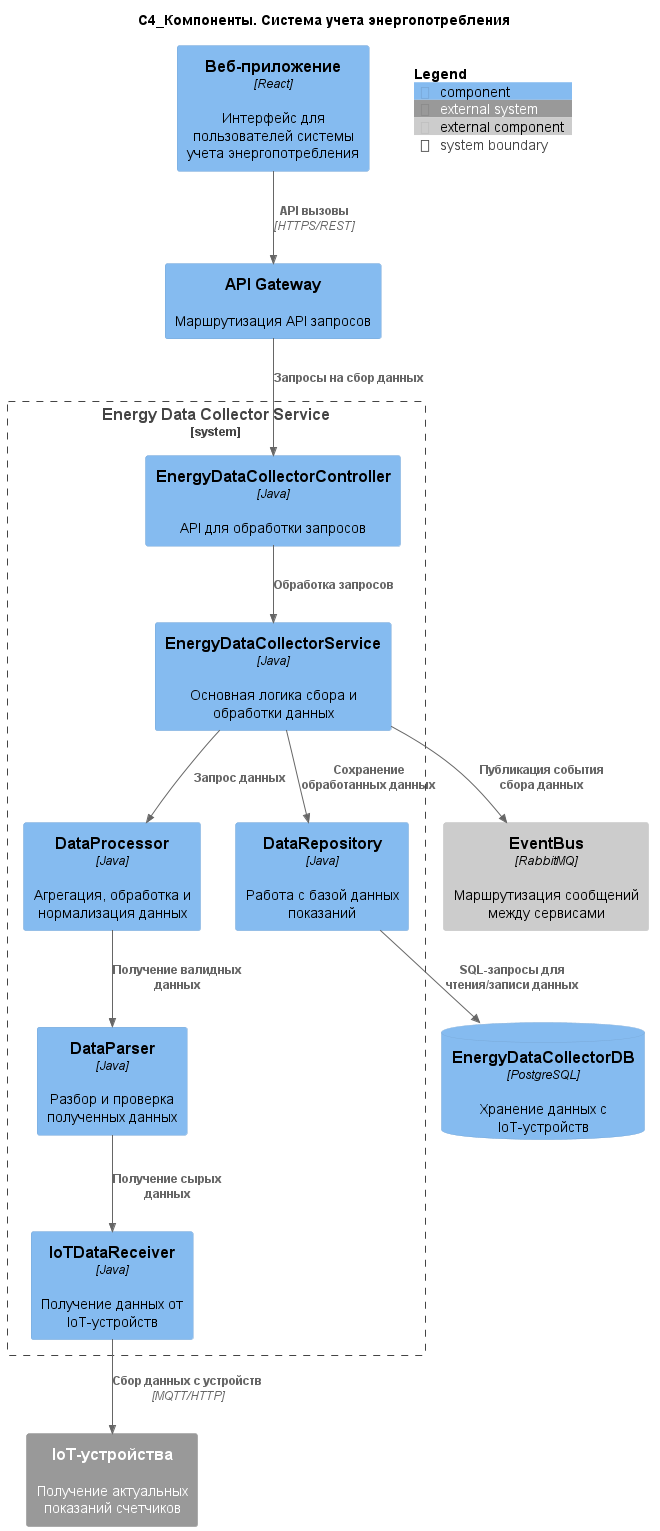 C4_Компоненты. Система учета энергопотребления
Веб-приложение
[React]
Интерфейс для
пользователей системы
учета энергопотребления
Legend
component
external system
external component
system boundary
API вызовы
[HTTPS/REST]
API Gateway
Маршрутизация API запросов
Запросы на сбор данных
Energy Data Collector Service
[system]
EnergyDataCollectorController
[Java]
API для обработки запросов
Обработка запросов
EnergyDataCollectorService
[Java]
Основная логика сбора и
обработки данных
Запрос данных
Сохранение
обработанных данных
Публикация события
сбора данных
DataProcessor
[Java]
Агрегация, обработка и
нормализация данных
DataRepository
[Java]
Работа с базой данных
показаний
EventBus
[RabbitMQ]
Маршрутизация сообщений
между сервисами
Получение валидных
данных
SQL-запросы для
чтения/записи данных
DataParser
[Java]
Разбор и проверка
полученных данных
EnergyDataCollectorDB
[PostgreSQL]
Хранение данных с
IoT-устройств
Получение сырых
данных
IoTDataReceiver
[Java]
Получение данных от
IoT-устройств
Сбор данных с устройств
[MQTT/HTTP]
IoT-устройства
Получение актуальных
показаний счетчиков